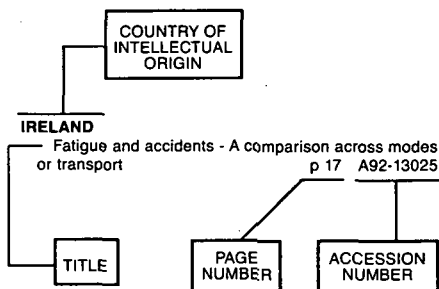 COUNTRY OF
INTELLECTUAL
ORIGIN
IRELAND
Fatigue and accidents - A comparison across modes
or transport p 17 A92-13025
TITLE
PAGE
NUMBER
ACCESSION
NUMBER